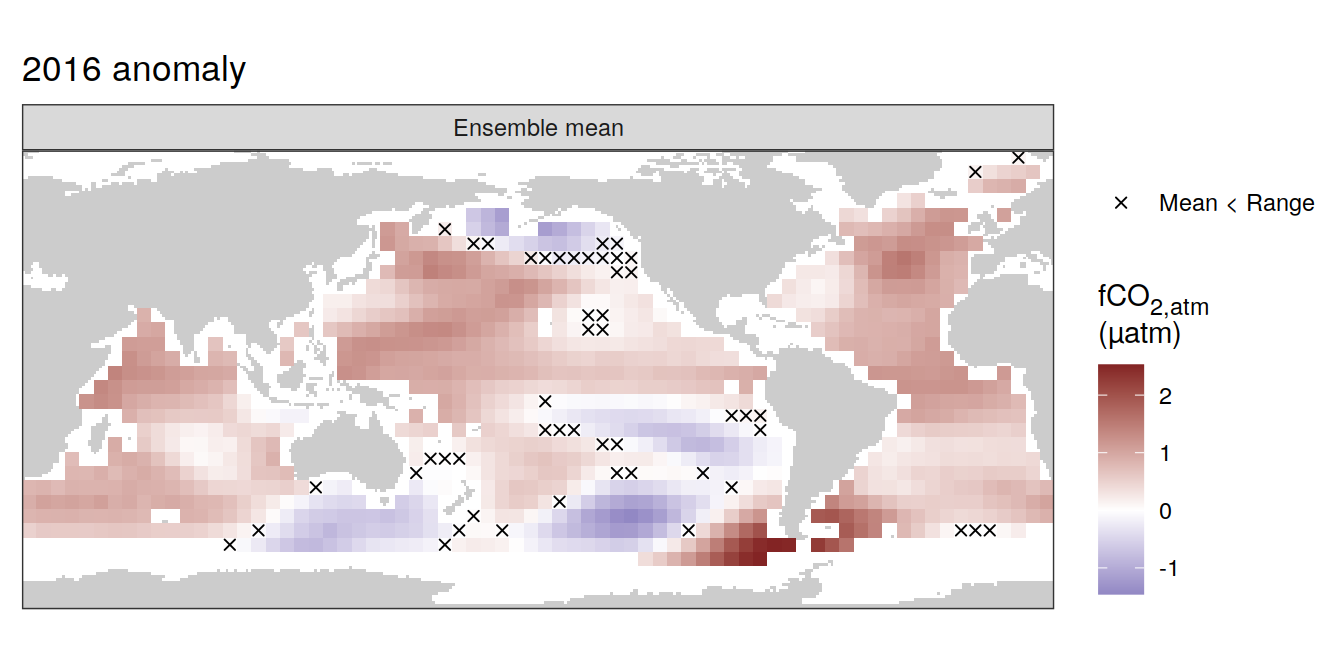 2016 anomaly
Ensemble mean
× Mean < Range
fCO2,atm
(µatm)
2
1
0
-1